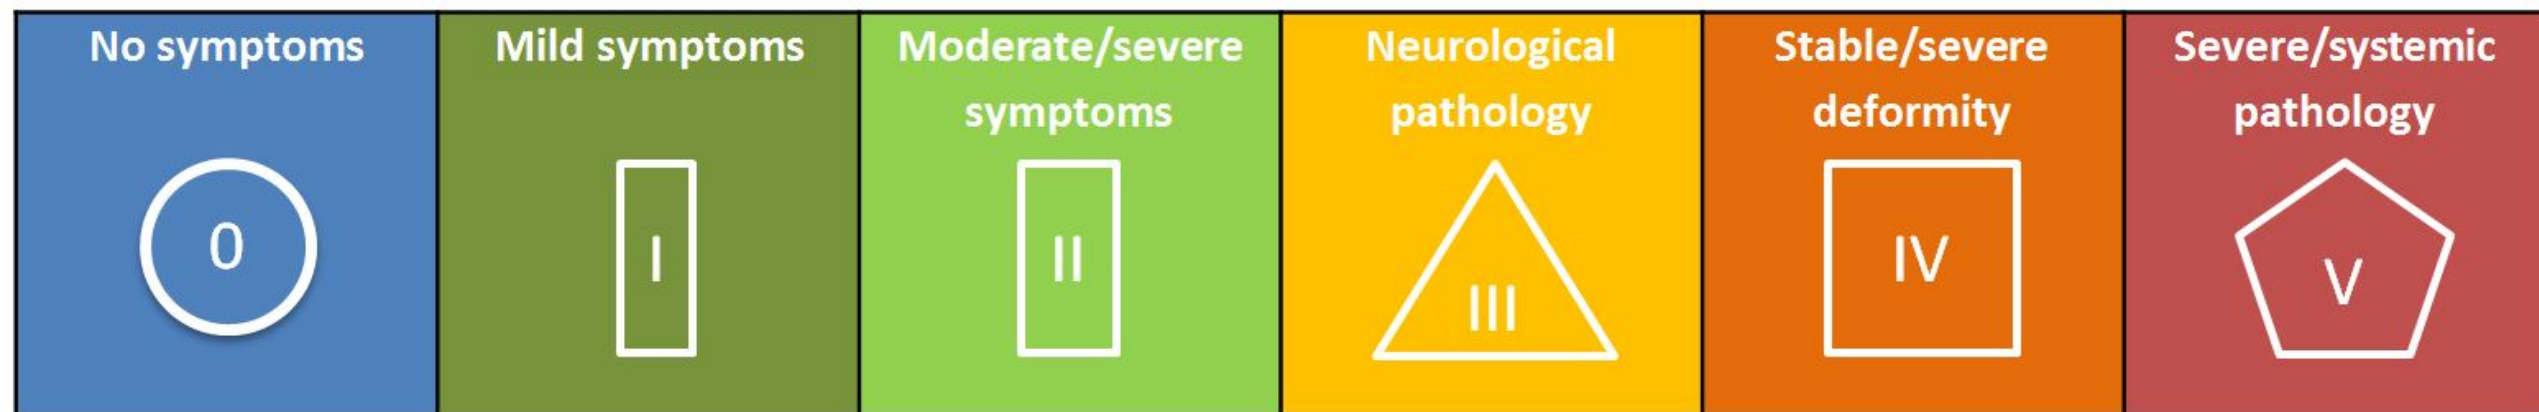 No symptoms
0
Mild symptoms
I
Moderate/severe
symptoms
II
Neurological
pathology
III
Stable/severe
deformity
IV
Severe/systemic
pathology
V